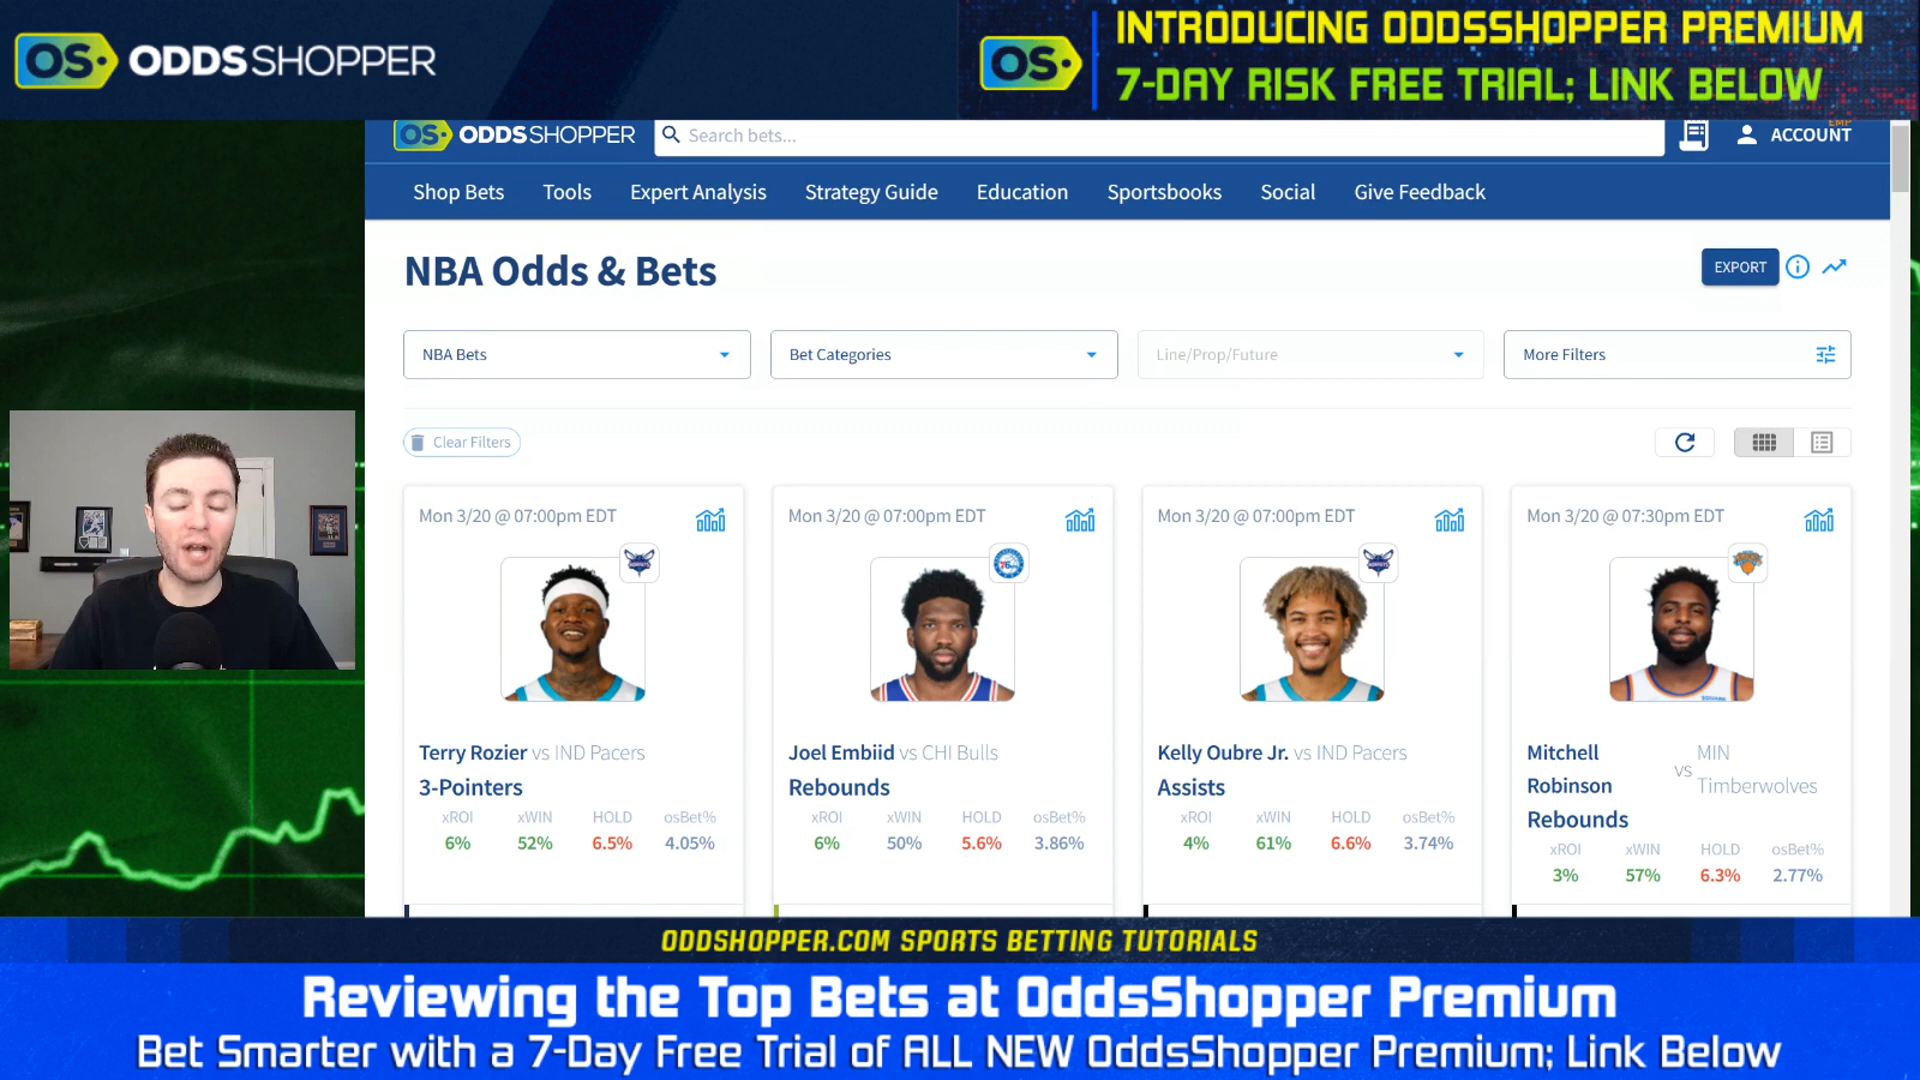 OS ODDSSHOPPER
OS
INTRODUCING ODDSSHOPPER PREMIUM
7-DAY RISK FREE TRIAL; LINK BELOW
OS ODDSSHOPPER
Search bets...
EMP
ACCOUNT
Shop Bets Tools Expert Analysis Strategy Guide Education Sportsbooks Social Give Feedback
NBA Odds & Bets
EXPORT
NBA Bets
Bet Categories
Line/Prop/Future
More Filters
Clear Filters
Mon 3/20 @ 07:00pm EDT
HORNETS
Terry Rozier vs IND Pacers
3-Pointers
xROI xWIN HOLD osBet%
6% 52% 6.5% 4.05%
Mon 3/20 @ 07:00pm EDT
76
Joel Embiid vs CHI Bulls
Rebounds
xROI xWIN HOLD osBet%
6% 50% 5.6% 3.86%
Mon 3/20 @ 07:00pm EDT
HORNETS
Kelly Oubre Jr. vs IND Pacers
Assists
xROI xWIN HOLD osBet%
4% 61% 6.6% 3.74%
Mon 3/20 @ 07:30pm EDT
Mitchell Robinson vs MIN Timberwolves
Rebounds
xROI xWIN HOLD osBet%
3% 57% 6.3% 2.77%
ODDSHOPPER.COM SPORTS BETTING TUTORIALS
Reviewing the Top Bets at OddsShopper Premium
Bet Smarter with a 7-Day Free Trial of ALL NEW OddsShopper Premium; Link Below